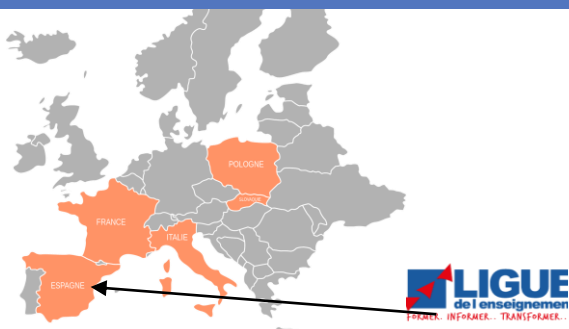 POLOGNE
SLOVAQUIE
FRANCE
ITALIE
ESPAGNE
LIGUE
de l enseignement
FORMER. INFORMER.. TRANSFORMER...